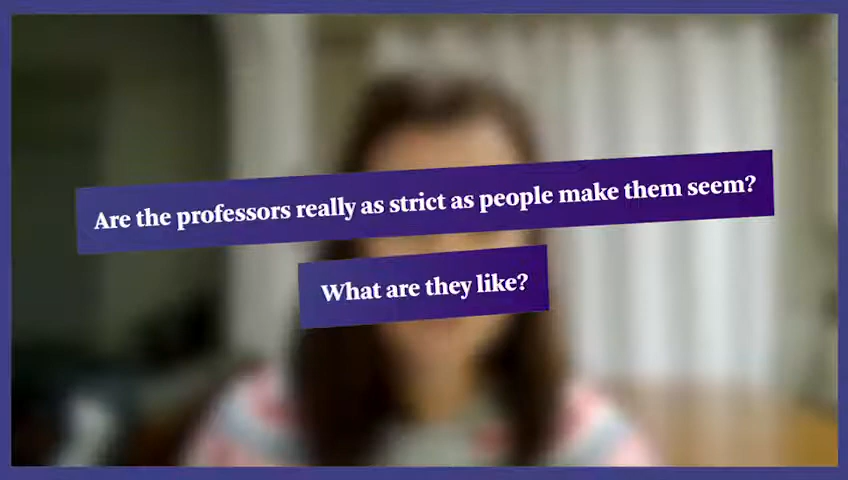 Are the professors really as strict as people make them seem?
What are they like?